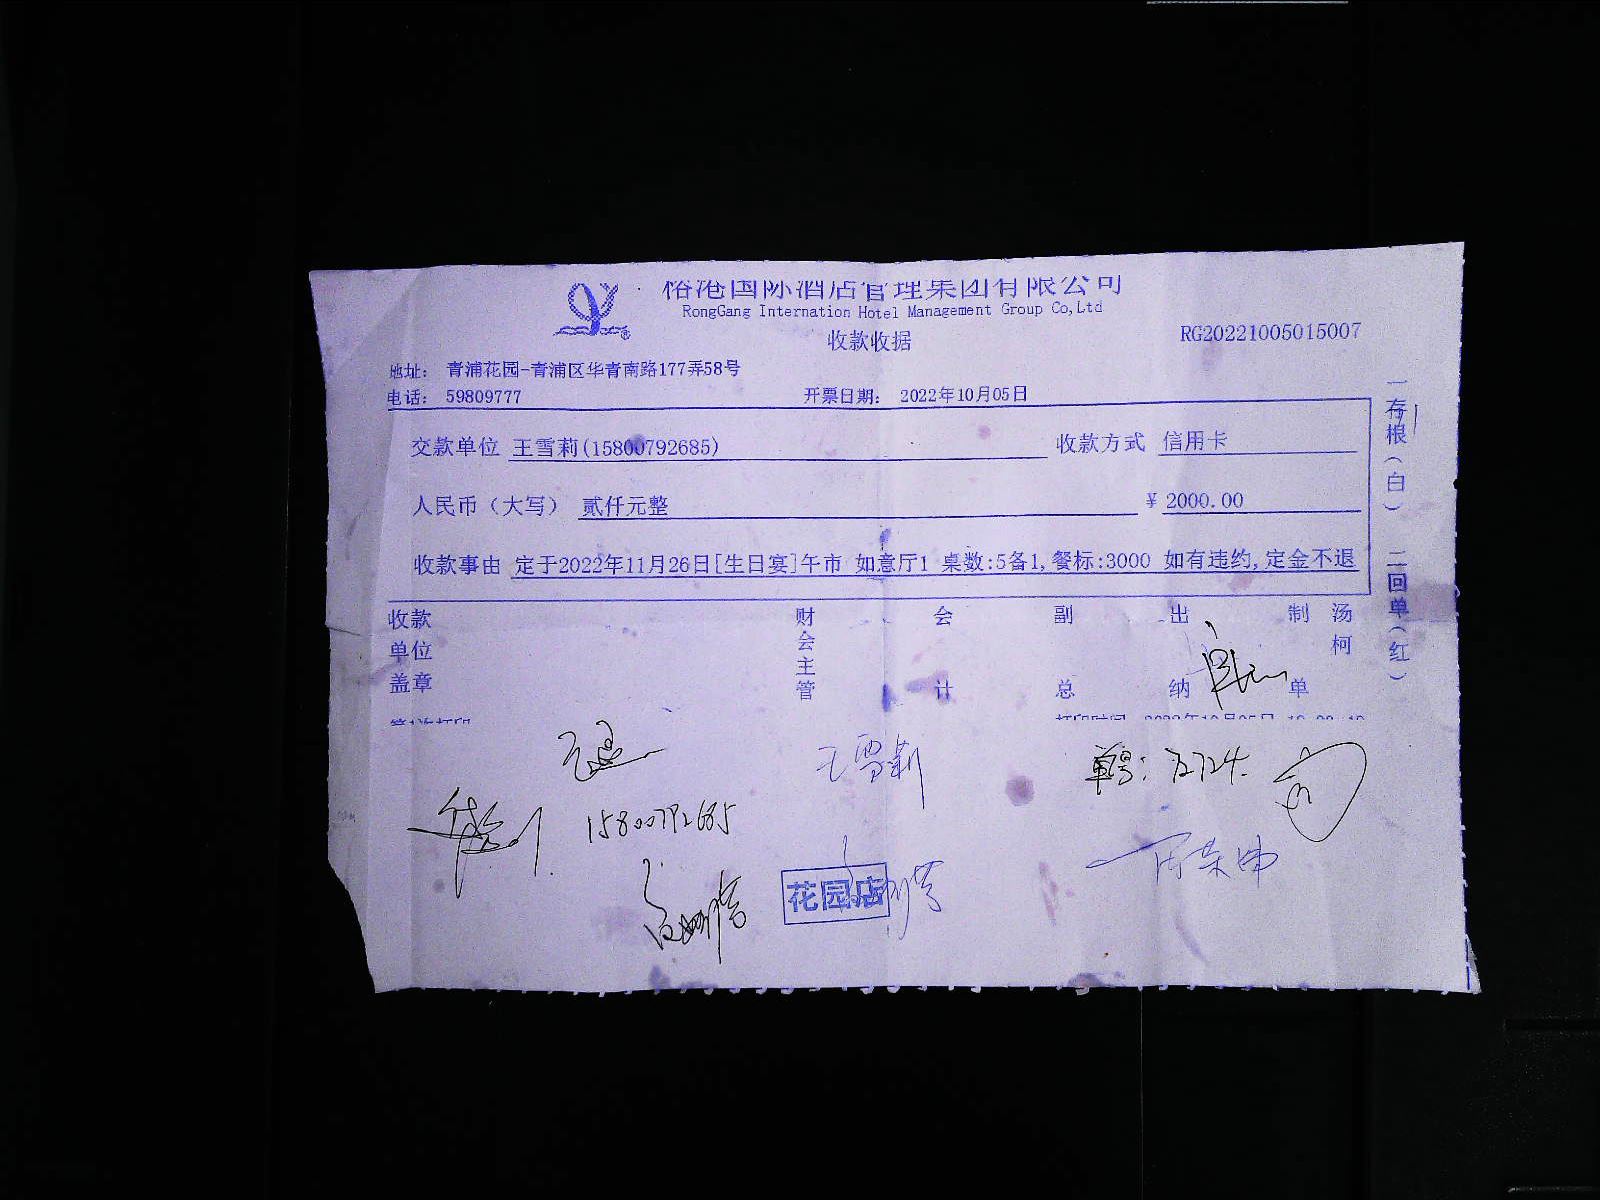 国际酒店管理集团有限公司
RongGang Internation Hotel Management Group Co,Ltd
收款收据
RG20221005015007
地址： 青浦花园-青浦区华青南路177弄58号
电话： 59809777 开票日期： 2022年10月05日
交款单位 王雪莉(15800792685) 收款方式 信用卡
人民币（大写） 贰仟元整 ￥ 2000.00
收款事由 定于2022年11月26日[生日宴]午市 如意厅1 桌数:5备1,餐标:3000 如有违约,定金不退
收款单位盖章 财会主管 会计 副总 出纳 制单 汤柯
一存根（白） 二回单（红）
王雪莉
单号: 72724.
15800792685
花园店